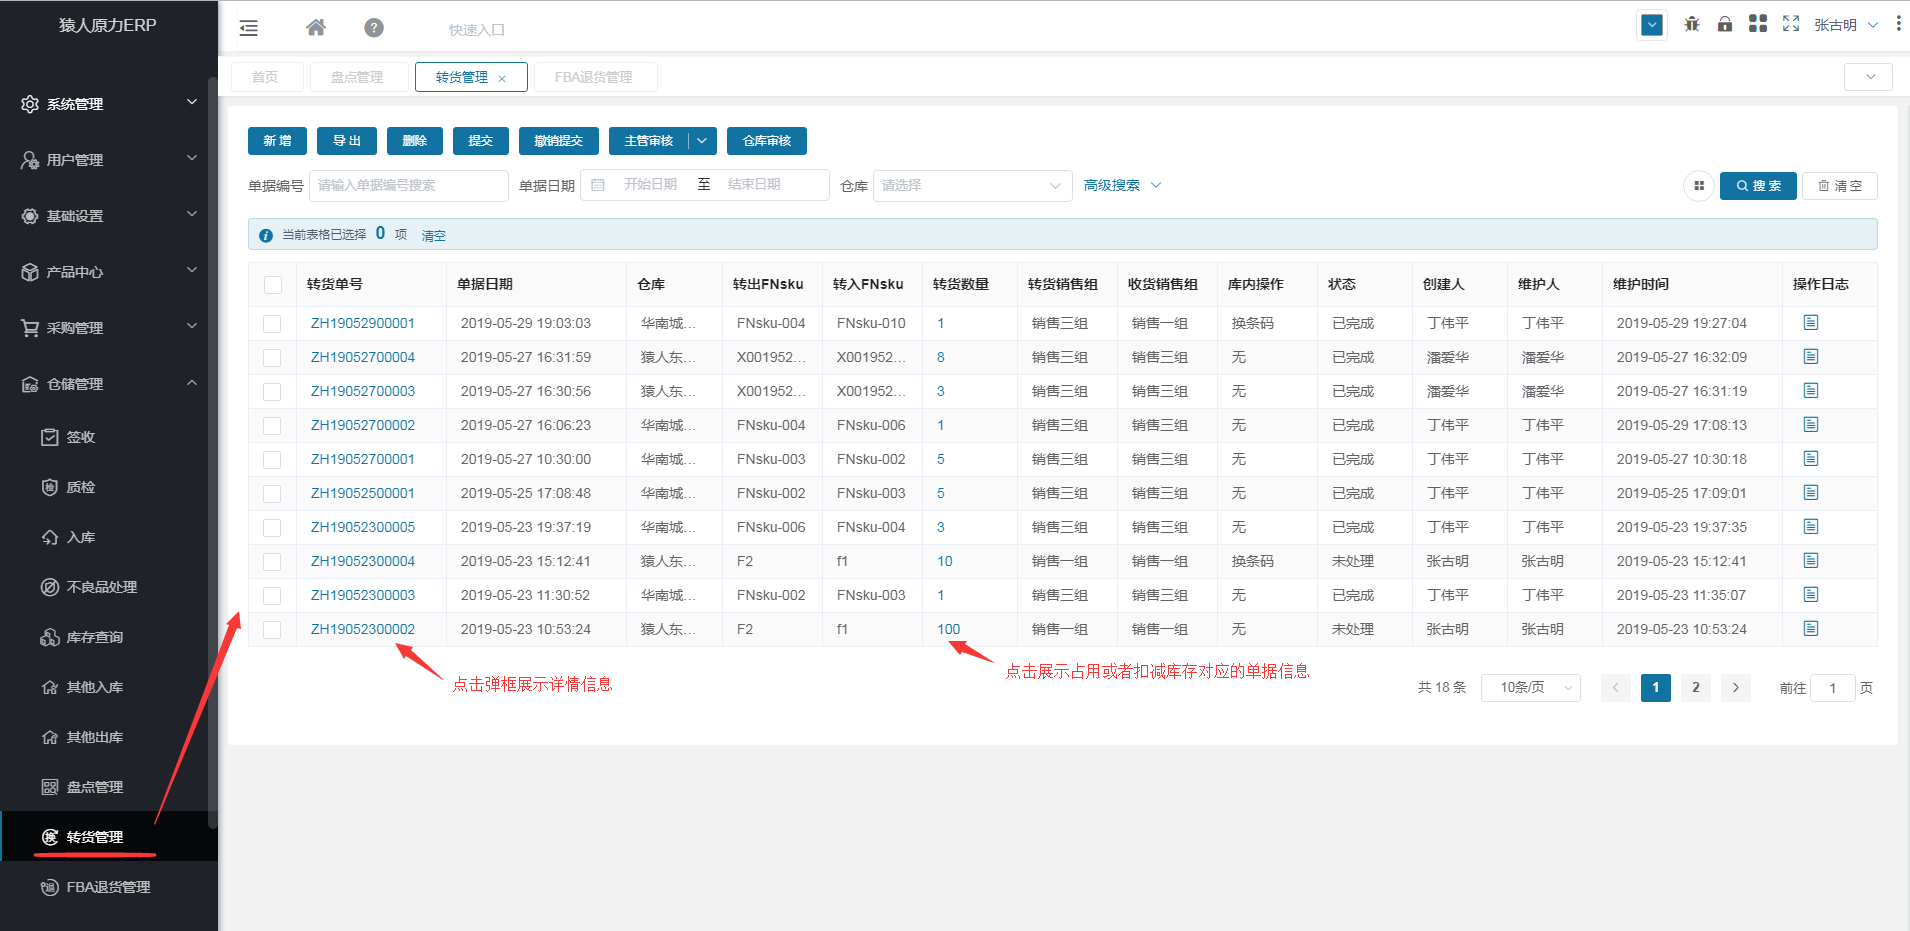 猿人原力ERP
快速入口
张古明
首页
盘点管理
转货管理
FBA退货管理
系统管理
用户管理
基础设置
产品中心
采购管理
仓储管理
签收
质检
入库
不良品处理
库存查询
其他入库
其他出库
盘点管理
转货管理
FBA退货管理
新 增
导 出
删除
提交
撤销提交
主管审核
仓库审核
单据编号 请输入单据编号搜索 单据日期 开始日期 至 结束日期 仓库 请选择 高级搜索 搜 索 清 空
当前表格已选择 0 项 清空
转货单号 单据日期 仓库 转出FNsku 转入FNsku 转货数量 转货销售组 收货销售组 库内操作 状态 创建人 维护人 维护时间 操作日志
ZH19052900001 2019-05-29 19:03:03 华南城... FNsku-004 FNsku-010 1 销售三组 销售一组 换条码 已完成 丁伟平 丁伟平 2019-05-29 19:27:04
ZH19052700004 2019-05-27 16:31:59 猿人东... X001952... X001952... 8 销售三组 销售一组 无 已完成 潘爱华 潘爱华 2019-05-27 16:32:09
ZH19052700003 2019-05-27 16:30:56 猿人东... X001952... X001952... 3 销售三组 销售一组 无 已完成 潘爱华 潘爱华 2019-05-27 16:31:19
ZH19052700002 2019-05-27 16:06:23 华南城... FNsku-004 FNsku-006 1 销售三组 销售三组 无 已完成 丁伟平 丁伟平 2019-05-29 17:08:13
ZH19052700001 2019-05-27 10:30:00 华南城... FNsku-003 FNsku-002 5 销售三组 销售三组 无 已完成 丁伟平 丁伟平 2019-05-27 10:30:18
ZH19052500001 2019-05-25 17:08:48 华南城... FNsku-002 FNsku-003 5 销售三组 销售三组 无 已完成 丁伟平 丁伟平 2019-05-25 17:09:01
ZH19052300005 2019-05-23 19:37:19 华南城... FNsku-006 FNsku-004 3 销售三组 销售三组 无 已完成 丁伟平 丁伟平 2019-05-23 19:37:35
ZH19052300004 2019-05-23 15:12:41 猿人东... F2 f1 10 销售一组 销售一组 换条码 未处理 张古明 张古明 2019-05-23 15:12:41
ZH19052300003 2019-05-23 11:30:52 华南城... FNsku-002 FNsku-003 1 销售三组 销售三组 无 已完成 丁伟平 丁伟平 2019-05-23 11:35:07
ZH19052300002 2019-05-23 10:53:24 猿人东... F2 f1 100 销售一组 销售一组 无 未处理 张古明 张古明 2019-05-23 10:53:24
点击弹框展示详情信息
点击展示占用或者扣减库存对应的单据信息
共 18 条 10条/页 1 2 前往 1 页